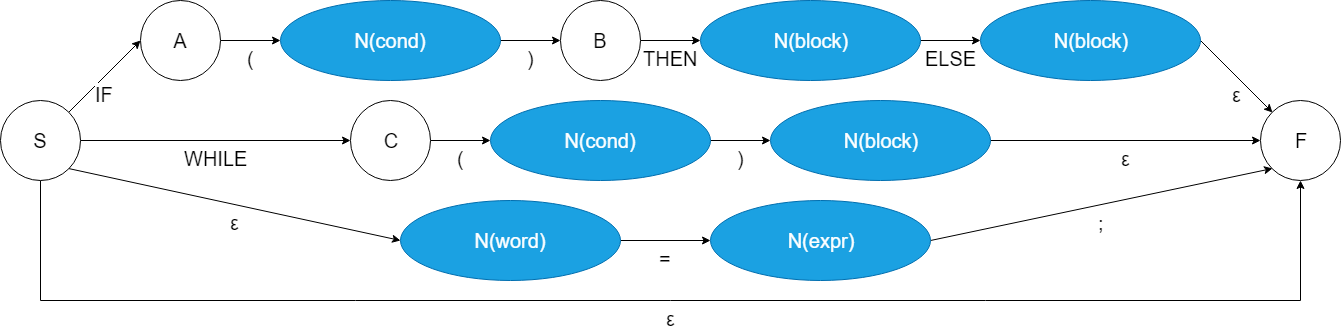 A
(
N(cond)
)
B
THEN
N(block)
ELSE
N(block)
ε
IF
S
WHILE
C
(
N(cond)
)
N(block)
ε
F
ε
N(word)
=
N(expr)
;
ε